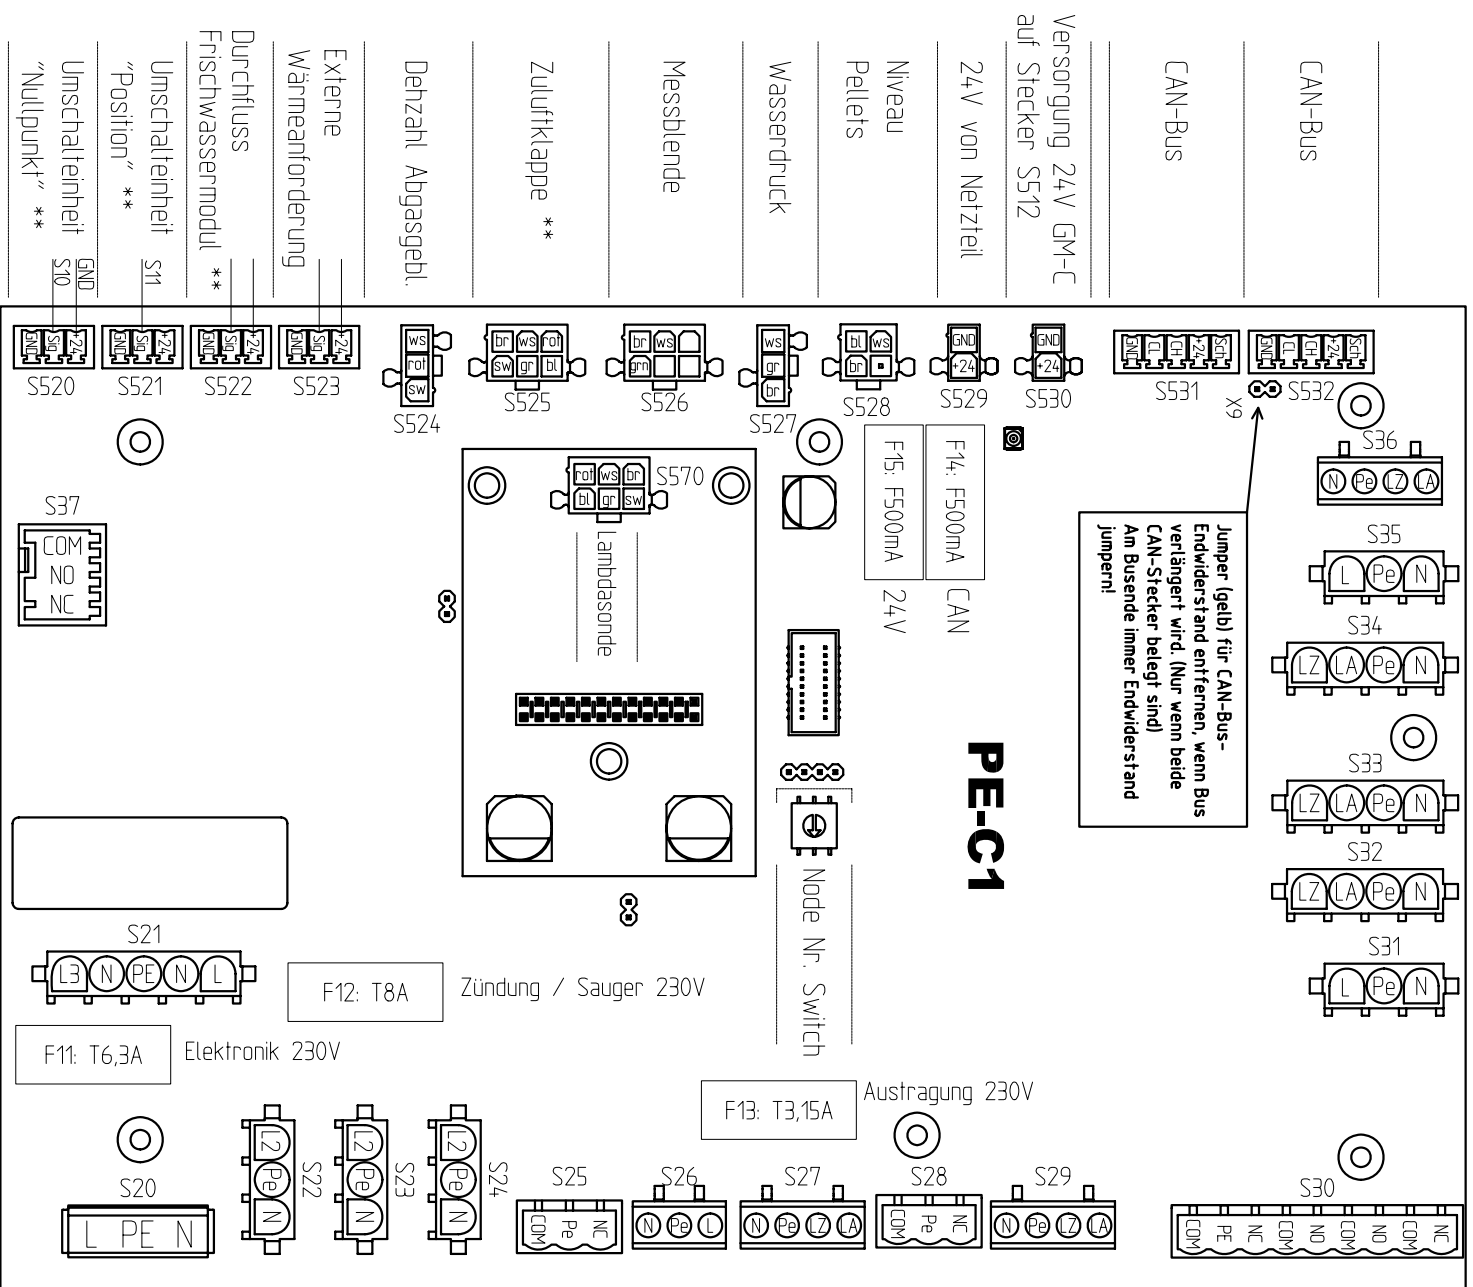 Umschalteinheit
"Nullpunkt" **
GND
S10
Umschalteinheit
"Position" **
S11
Durchfluss
Frischwassermodul **
Externe
Wärmeanforderung
Dehzahl Abgasgebl.
Zuluftklappe **
Messblende
Wasserdruck
Niveau
Pellets
24V von Netzteil
Versorgung 24V GM-C
auf Stecker S512
CAN-Bus
CAN-Bus
GND Sig +24
S520
GND Sig +24
S521
GND Sig +24
S522
GND Sig +24
S523
ws
rot
sw
S524
br ws rot
sw gr bl
S525
br ws
grn
S526
ws
gr
br
S527
bl ws
br
S528
GND
+24
S529
GND
+24
S530
GND CL CH +24 Sch
S531
GND CL CH +24 Sch
S532
X9
S36
N Pe LZ LA
S37
COM
NO
NC
rot ws br
bl gr sw
S570
Lambdasonde
F15: F500mA
24V
F14: F500mA
CAN
Jumper (gelb) für CAN-Bus-
Endwiderstand entfernen, wenn Bus
verlängert wird. (Nur wenn beide
CAN-Stecker belegt sind)
Am Busende immer Endwiderstand
jumpern!
S35
L Pe N
S34
LZ LA Pe N
S33
LZ LA Pe N
S32
LZ LA Pe N
S31
L Pe N
PE-C1
Node Nr. Switch
S21
L3 N PE N L
F12: T8A
Zündung / Sauger 230V
F11: T6,3A
Elektronik 230V
F13: T3,15A
Austragung 230V
S20
L PE N
L2 Pe N
S22
L2 Pe N
S23
L2 Pe N
S24
S25
COM Pe NC
S26
N Pe L
S27
N Pe LZ LA
S28
COM Pe NC
S29
N Pe LZ LA
S30
COM PE NC COM NO COM NO COM NC